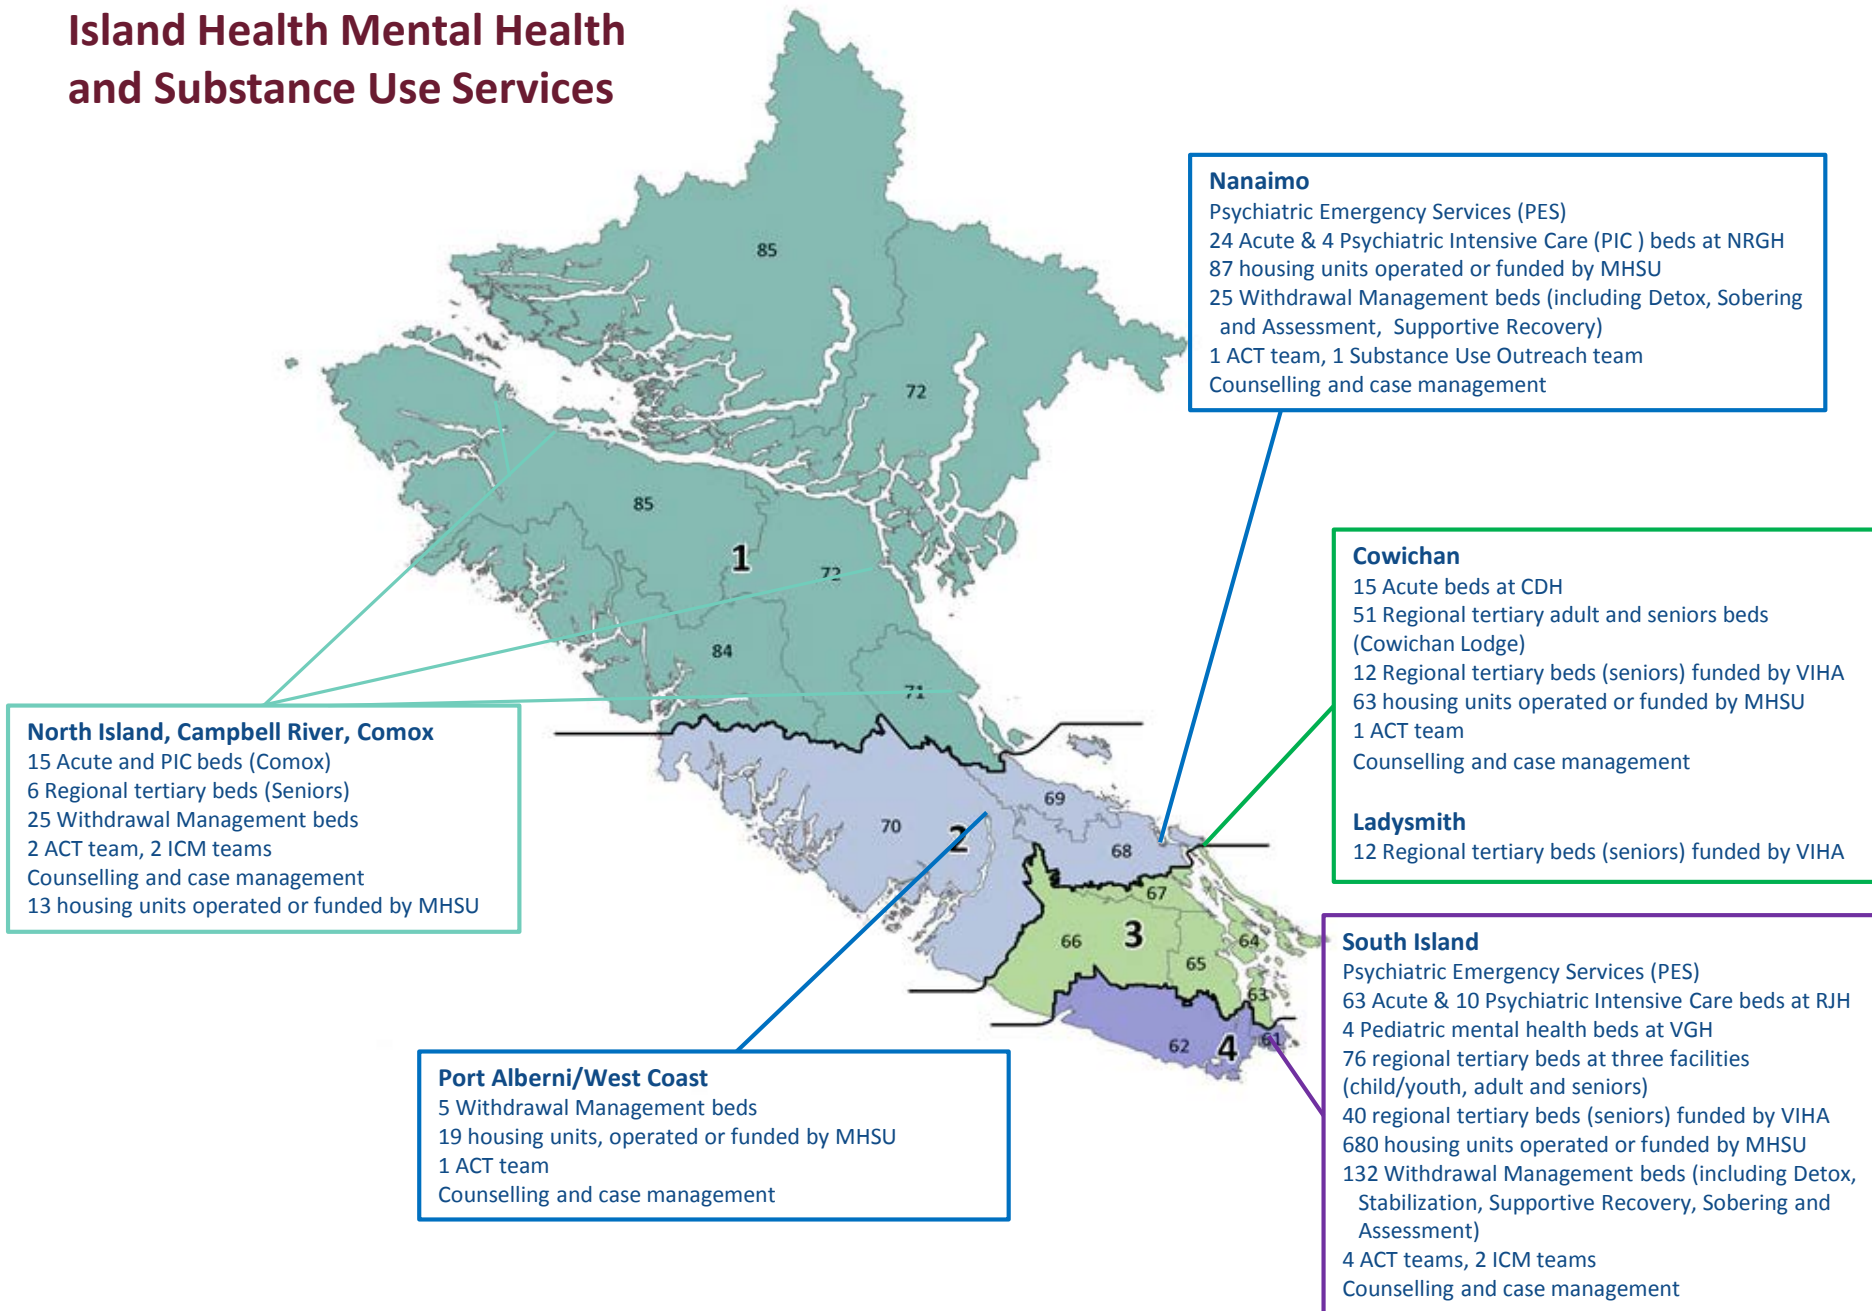 Island Health Mental Health
and Substance Use Services
Nanaimo
Psychiatric Emergency Services (PES)
24 Acute & 4 Psychiatric Intensive Care (PIC ) beds at NRGH
87 housing units operated or funded by MHSU
25 Withdrawal Management beds (including Detox, Sobering
and Assessment, Supportive Recovery)
1 ACT team, 1 Substance Use Outreach team
Counselling and case management
85
72
85
1
72
84
71
Cowichan
15 Acute beds at CDH
51 Regional tertiary adult and seniors beds
(Cowichan Lodge)
12 Regional tertiary beds (seniors) funded by VIHA
63 housing units operated or funded by MHSU
1 ACT team
Counselling and case management
Ladysmith
12 Regional tertiary beds (seniors) funded by VIHA
North Island, Campbell River, Comox
15 Acute and PIC beds (Comox)
6 Regional tertiary beds (Seniors)
25 Withdrawal Management beds
2 ACT team, 2 ICM teams
Counselling and case management
13 housing units operated or funded by MHSU
69
70
2
68
67
66
3
65
64
63
62
4
61
South Island
Psychiatric Emergency Services (PES)
63 Acute & 10 Psychiatric Intensive Care beds at RJH
4 Pediatric mental health beds at VGH
76 regional tertiary beds at three facilities
(child/youth, adult and seniors)
40 regional tertiary beds (seniors) funded by VIHA
680 housing units operated or funded by MHSU
132 Withdrawal Management beds (including Detox,
Stabilization, Supportive Recovery, Sobering and
Assessment)
4 ACT teams, 2 ICM teams
Counselling and case management
Port Alberni/West Coast
5 Withdrawal Management beds
19 housing units, operated or funded by MHSU
1 ACT team
Counselling and case management